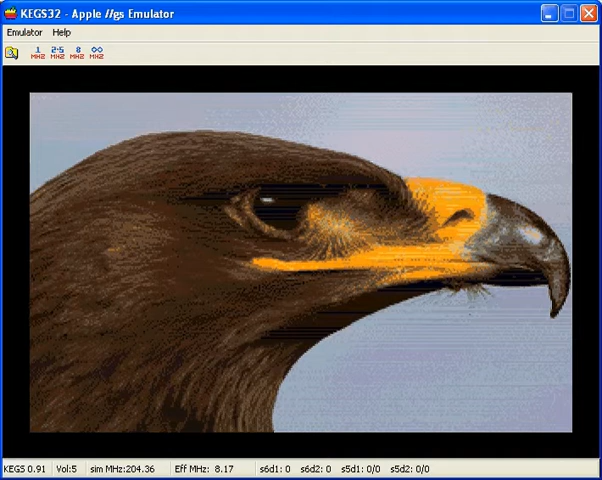 KEGS32 - Apple //gs Emulator
Emulator Help
1 MHZ 2·5 MHZ 8 MHZ ∞ MHZ
KEGS 0.91 Vol:5 sim MHz:204.36 Eff MHz: 8.17 s6d1: 0 s6d2: 0 s5d1: 0/0 s5d2: 0/0